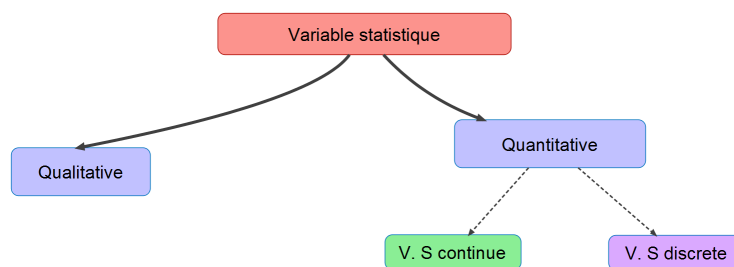 Variable statistique
Qualitative
Quantitative
V. S continue
V. S discrete